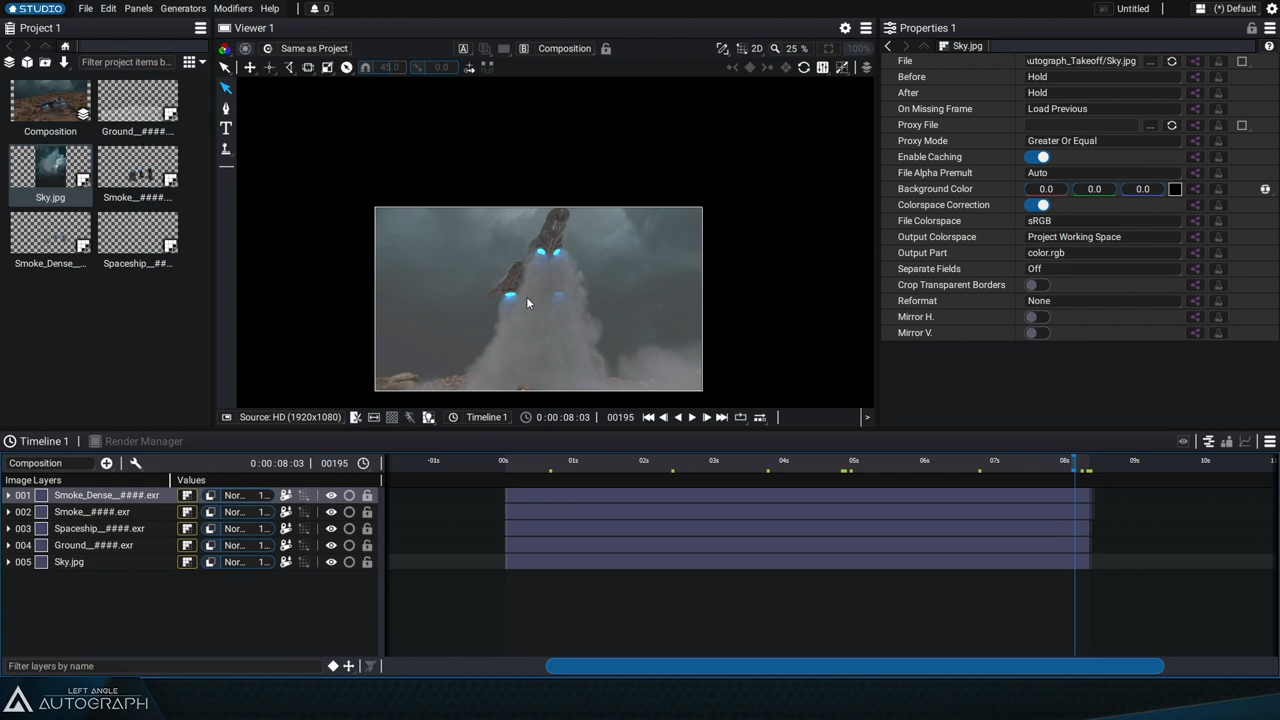 STUDIO File Edit Panels Generators Modifiers Help 0 Untitled (*) Default
Project 1 Viewer 1 Properties 1
Same as Project A B Composition 2D 25 % 100% Sky.jpg
Filter project items b... 45.0 0.0
Composition Ground__####....
Sky.jpg Smoke__####....
Smoke_Dense__... Spaceship__##...
T
File utograph_Takeoff/Sky.jpg ...
Before Hold
After Hold
On Missing Frame Load Previous
Proxy File ...
Proxy Mode Greater Or Equal
Enable Caching
File Alpha Premult Auto
Background Color 0.0 0.0 0.0
Colorspace Correction
File Colorspace sRGB
Output Colorspace Project Working Space
Output Part color.rgb
Separate Fields Off
Crop Transparent Borders
Reformat None
Mirror H.
Mirror V.
Source: HD (1920x1080) Timeline 1 0:00:08:03 00195 >
Timeline 1 Render Manager
Composition 0:00:08:03 00195 -01s 00s 01s 02s 03s 04s 05s 06s 07s 08s 09s 10s
Image Layers Values
001 Smoke_Dense__####.exr Nor... 1...
002 Smoke__####.exr Nor... 1...
003 Spaceship__####.exr Nor... 1...
004 Ground__####.exr Nor... 1...
005 Sky.jpg Nor... 1...
Filter layers by name
LEFT ANGLE
AUTOGRAPH